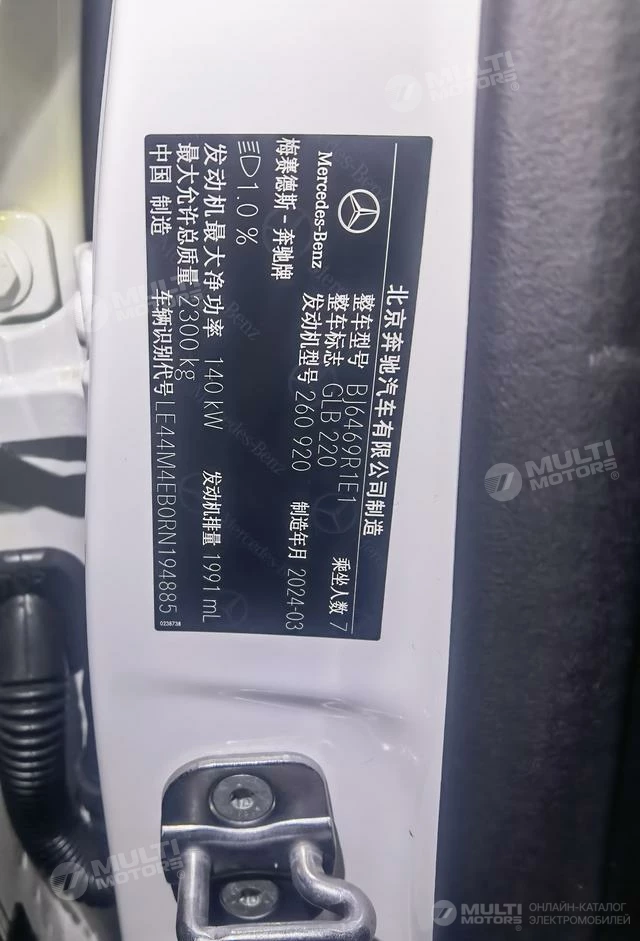 北京奔驰汽车有限公司制造
Mercedes-Benz
梅赛德斯-奔驰牌
整车型号 BJ6469R1E1 乘坐人数 7
整车标志 GLB 220
发动机型号 260 920 制造年月 2024-03
1.0 %
发动机最大净功率 140 kW 发动机排量 1991 mL
最大允许总质量 2300 kg
车辆识别代号 LE44M4EB0RN194885
中国 制造
0238738
MULTI MOTORS
MULTI MOTORS
MULTI MOTORS
MULTI MOTORS
ОНЛАЙН-КАТАЛОГ
ЭЛЕКТРОМОБИЛЕЙ